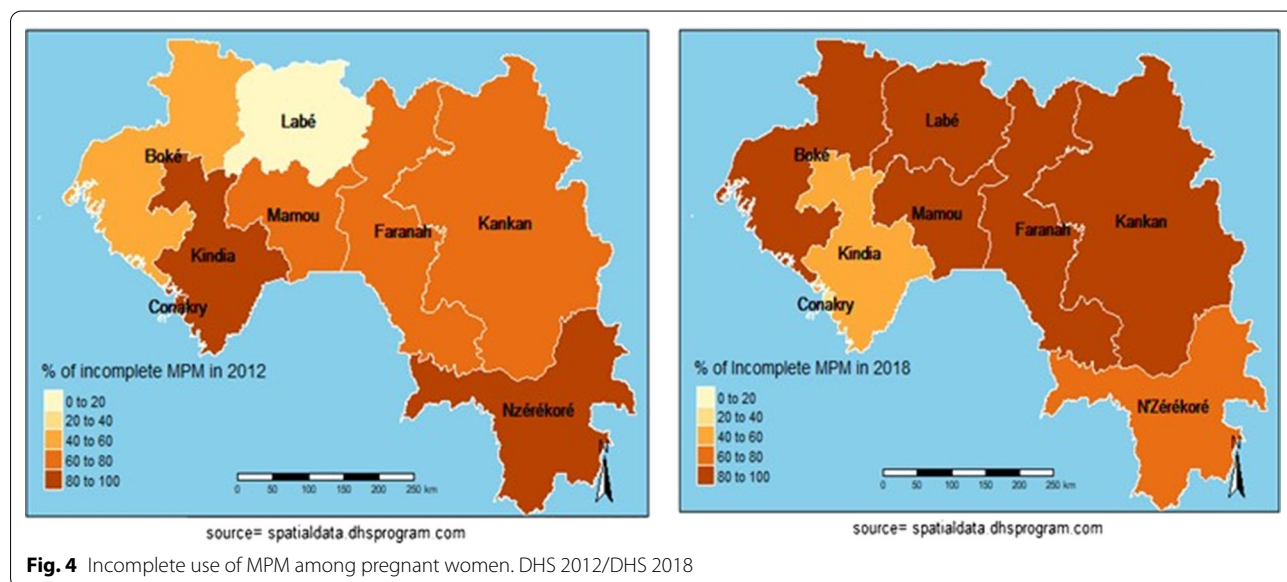 Labé
Boké
Mamou
Faranah
Kankan
Kindia
Conakry
Nzérékoré
N
% of incomplete MPM in 2012
0 to 20
20 to 40
40 to 60
60 to 80
80 to 100
0 50 100 150 200 250 km
source= spatialdata.dhsprogram.com
Labé
Boké
Mamou
Faranah
Kankan
Kindia
Conakry
N'Zérékoré
N
% of Incomplete MPM in 2018
0 to 20
20 to 40
40 to 60
60 to 80
80 to 100
0 50 100 150 200 250 km
source= spatialdata.dhsprogram.com
Fig. 4 Incomplete use of MPM among pregnant women. DHS 2012/DHS 2018